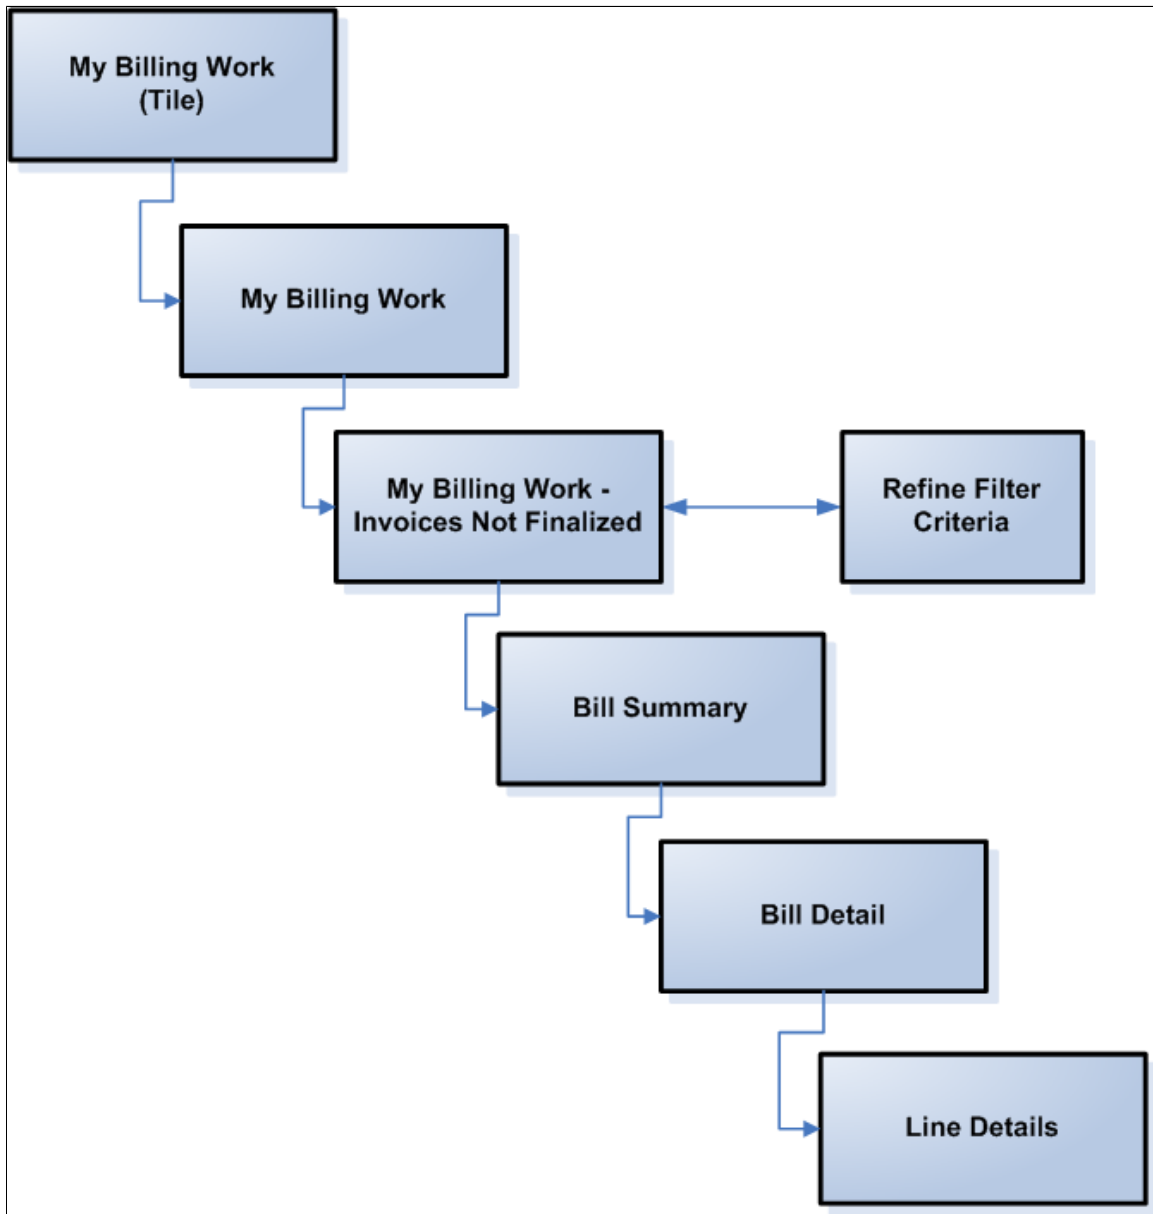 My Billing Work
(Tile)
My Billing Work
My Billing Work -
Invoices Not Finalized
Refine Filter
Criteria
Bill Summary
Bill Detail
Line Details